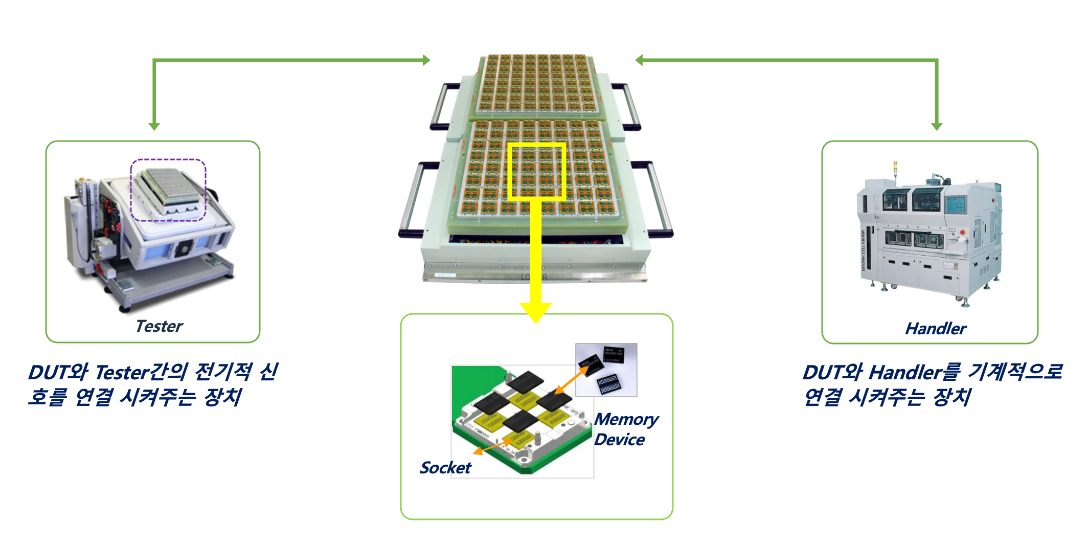 Tester
Handler
DUT와 Tester간의 전기적 신
호를 연결 시켜주는 장치
DUT와 Handler를 기계적으로
연결 시켜주는 장치
Memory
Device
Socket